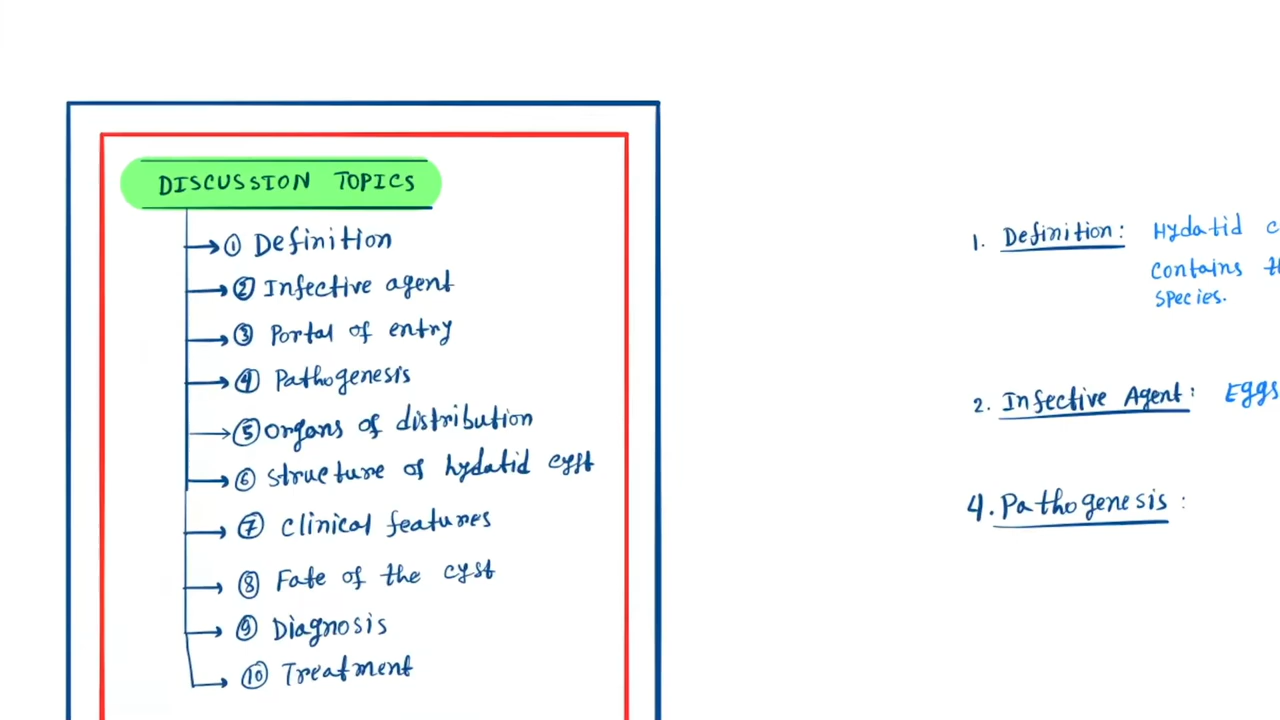 DISCUSSION TOPICS
① Definition
② Infective agent
③ Portal of entry
④ Pathogenesis
⑤ Organs of distribution
⑥ Structure of hydatid cyst
⑦ Clinical features
⑧ Fate of the cyst
⑨ Diagnosis
⑩ Treatment
1. Definition: Hydatid c
Contains th
Species.
2. Infective Agent: Eggs
4. Pathogenesis: